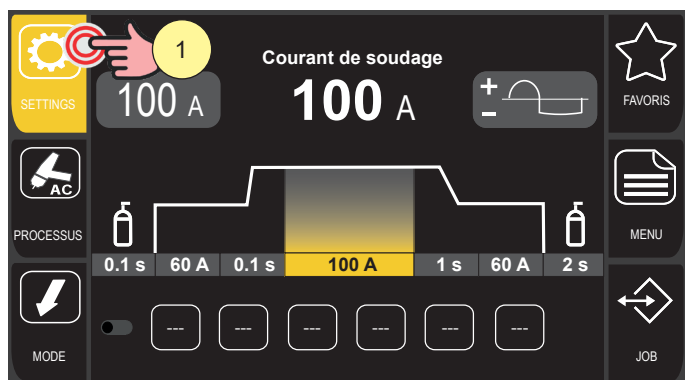 SETTINGS
1
Courant de soudage
100 A
100 A
+
−
FAVORIS
AC
PROCESSUS
MENU
0.1 s 60 A 0.1 s 100 A 1 s 60 A 2 s
--- --- --- --- --- ---
MODE
JOB